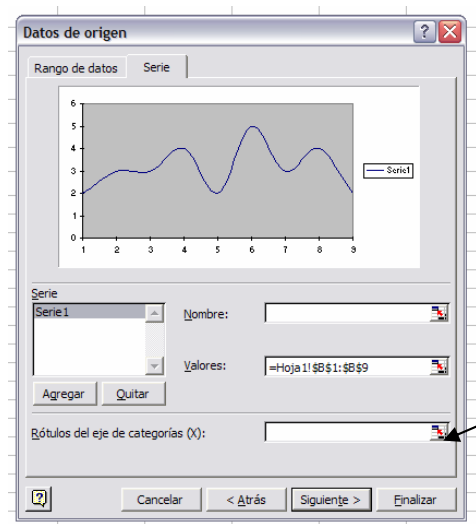 Datos de origen
Rango de datos Serie
6
5
4
3
2
1
0
1 2 3 4 5 6 7 8 9
Serie1
Serie
Serie1
Nombre:
Valores: =Hoja1!$B$1:$B$9
Agregar Quitar
Rótulos del eje de categorías (X):
Cancelar < Atrás Siguiente > Finalizar